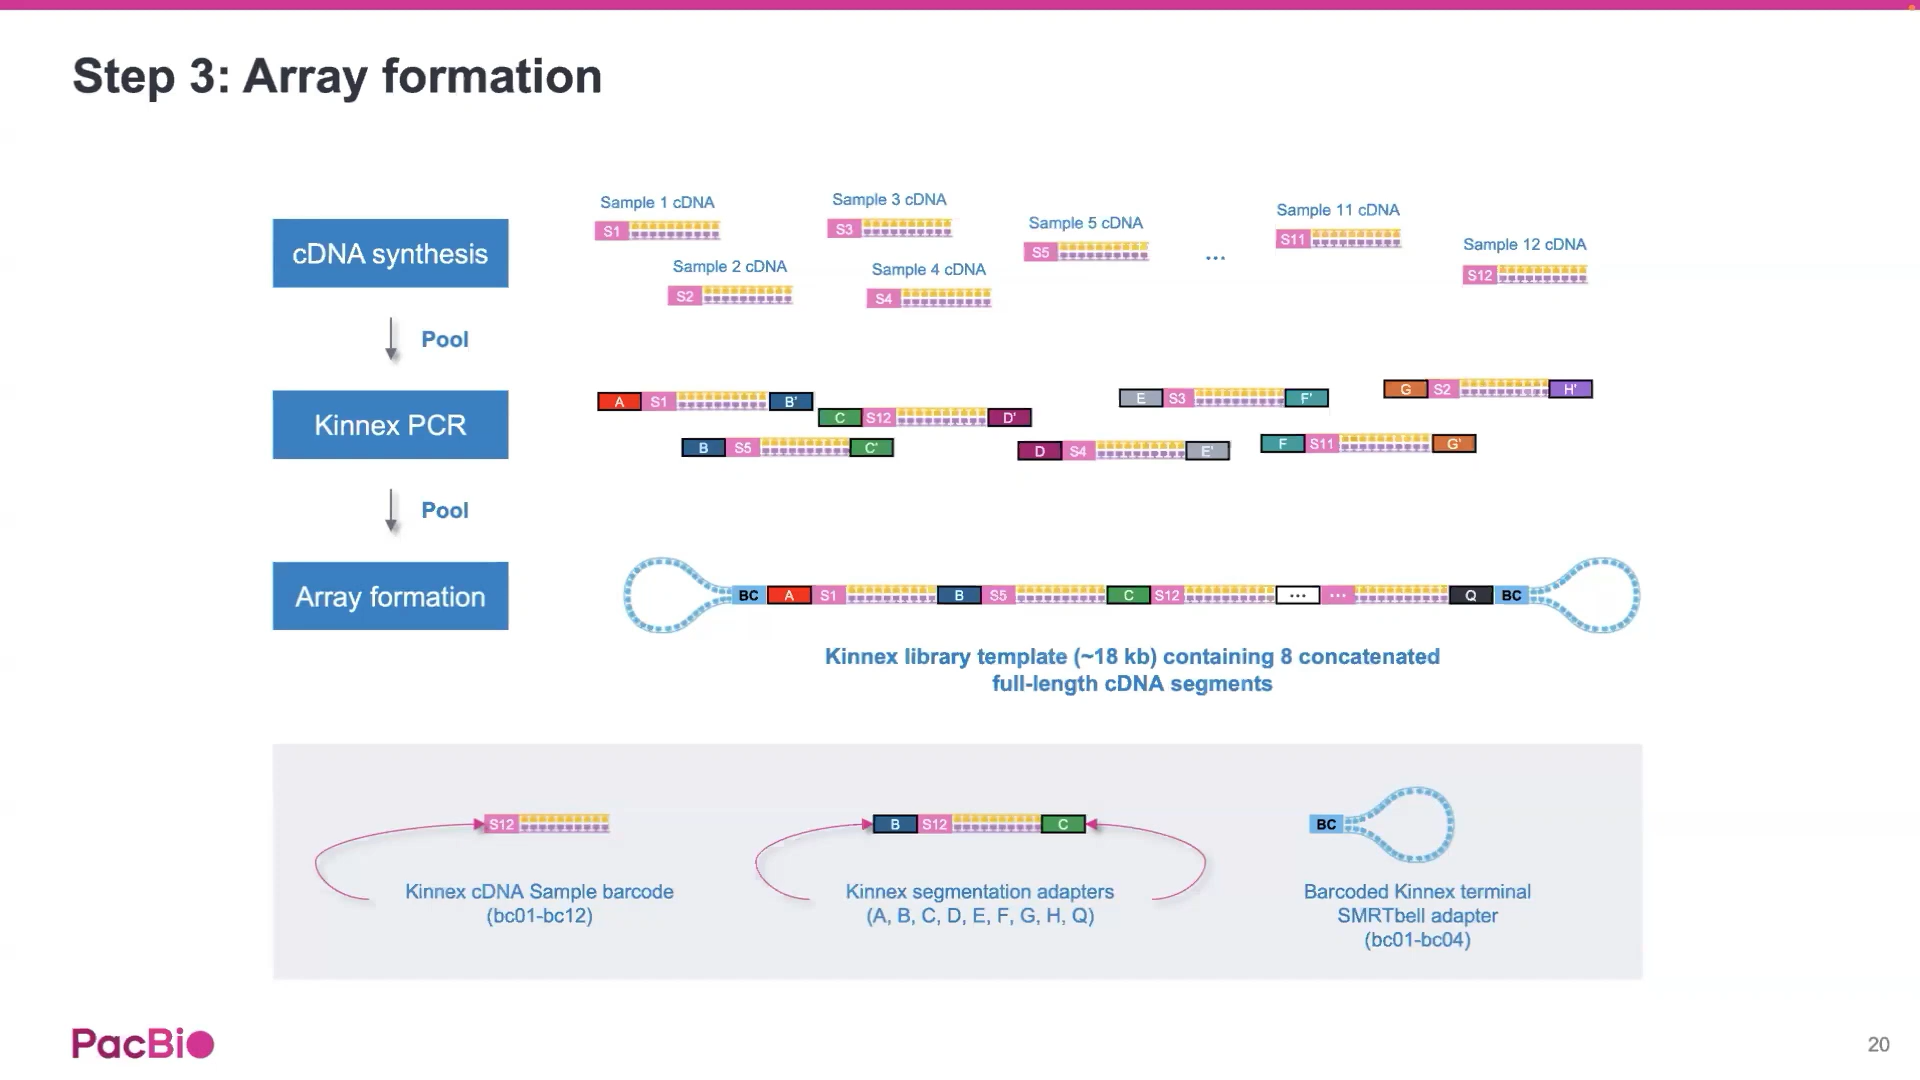 Step 3: Array formation
cDNA synthesis
Sample 1 cDNA
S1
Sample 2 cDNA
S2
Sample 3 cDNA
S3
Sample 4 cDNA
S4
Sample 5 cDNA
S5
...
Sample 11 cDNA
S11
Sample 12 cDNA
S12
Pool
Kinnex PCR
A S1 B'
B S5 C'
C S12 D'
D S4 E'
E S3 F'
F S11 G'
G S2 H'
Pool
Array formation
BC A S1 B S5 C S12 ... ... Q BC
Kinnex library template (~18 kb) containing 8 concatenated
full-length cDNA segments
S12
Kinnex cDNA Sample barcode
(bc01-bc12)
B S12 C
Kinnex segmentation adapters
(A, B, C, D, E, F, G, H, Q)
BC
Barcoded Kinnex terminal
SMRTbell adapter
(bc01-bc04)
PacBio
20